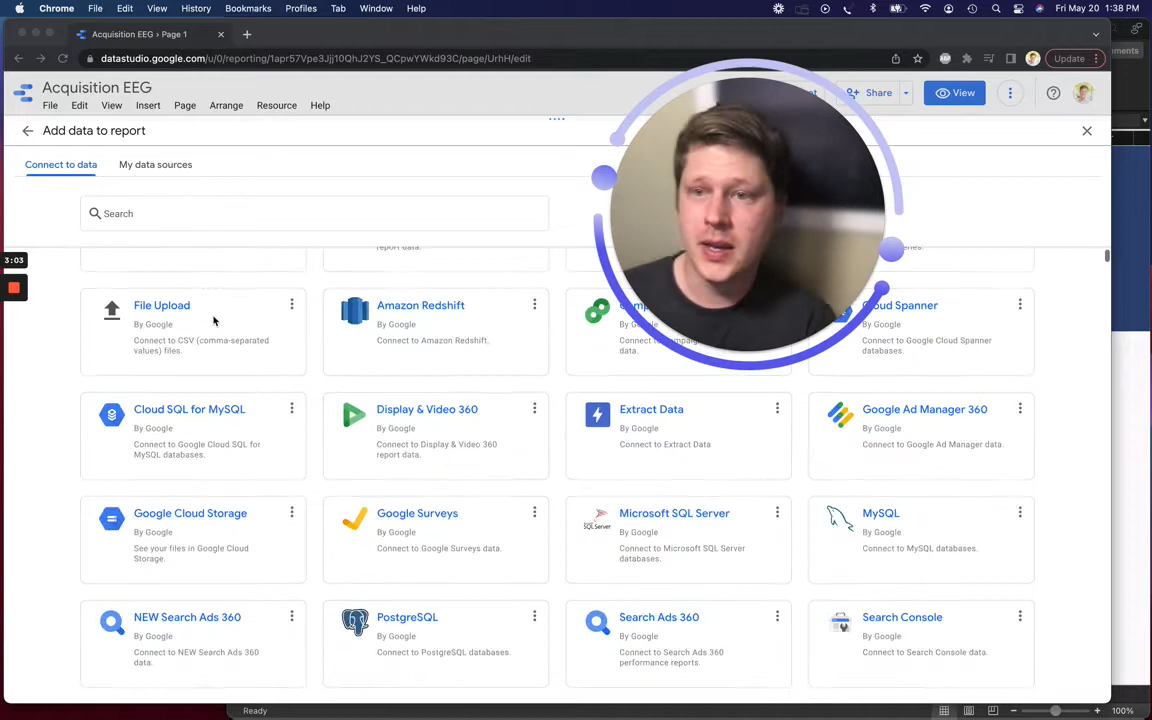 Chrome File Edit View History Bookmarks Profiles Tab Window Help Fri May 20 1:38 PM
Acquisition EEG › Page 1
datastudio.google.com/u/0/reporting/1apr57Vpe3Jjj10QhJ2YS_QCpwYWkd93C/page/UrhH/edit
Update
Acquisition EEG
File Edit View Insert Page Arrange Resource Help
Share
View
Add data to report
Connect to data My data sources
Search
report data.
3:03
File Upload
By Google
Connect to CSV (comma-separated
values) files.
Amazon Redshift
By Google
Connect to Amazon Redshift.
By Google
data.
Cloud Spanner
By Google
Connect to Google Cloud Spanner
databases.
Cloud SQL for MySQL
By Google
Connect to Google Cloud SQL for
MySQL databases.
Display & Video 360
By Google
Connect to Display & Video 360
report data.
Extract Data
By Google
Connect to Extract Data
Google Ad Manager 360
By Google
Connect to Google Ad Manager data.
Google Cloud Storage
By Google
See your files in Google Cloud
Storage.
Google Surveys
By Google
Connect to Google Surveys data.
SQL Server
Microsoft SQL Server
By Google
Connect to Microsoft SQL Server
databases.
MySQL
By Google
Connect to MySQL databases.
NEW Search Ads 360
By Google
Connect to NEW Search Ads 360
data.
PostgreSQL
By Google
Connect to PostgreSQL databases.
Search Ads 360
By Google
Connect to Search Ads 360
performance reports.
Search Console
By Google
Connect to Search Console data.
Ready
100%